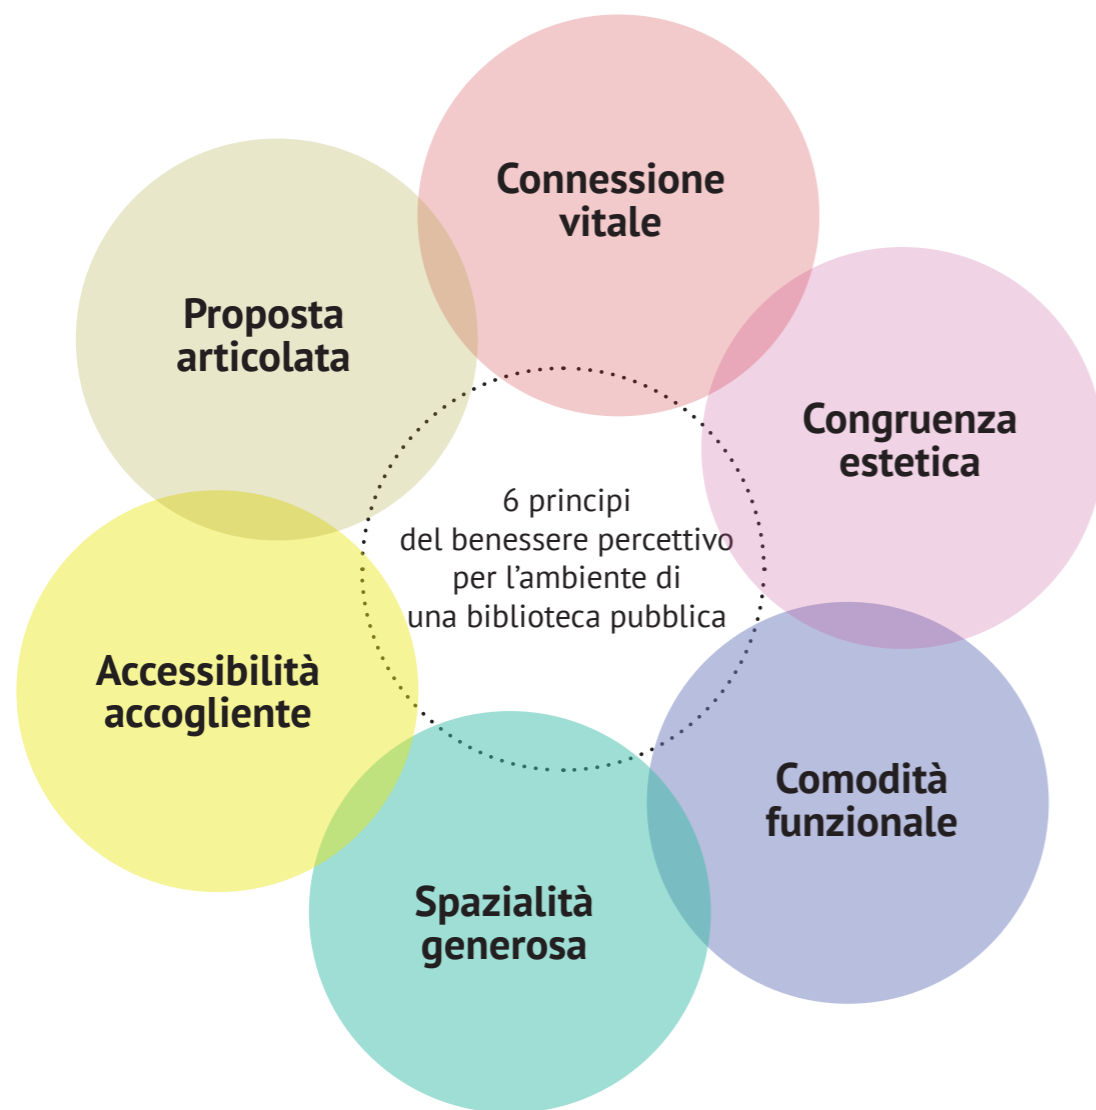 Connessione
vitale
Proposta
articolata
Congruenza
estetica
6 principi
del benessere percettivo
per l’ambiente di
una biblioteca pubblica
Accessibilità
accogliente
Comodità
funzionale
Spazialità
generosa